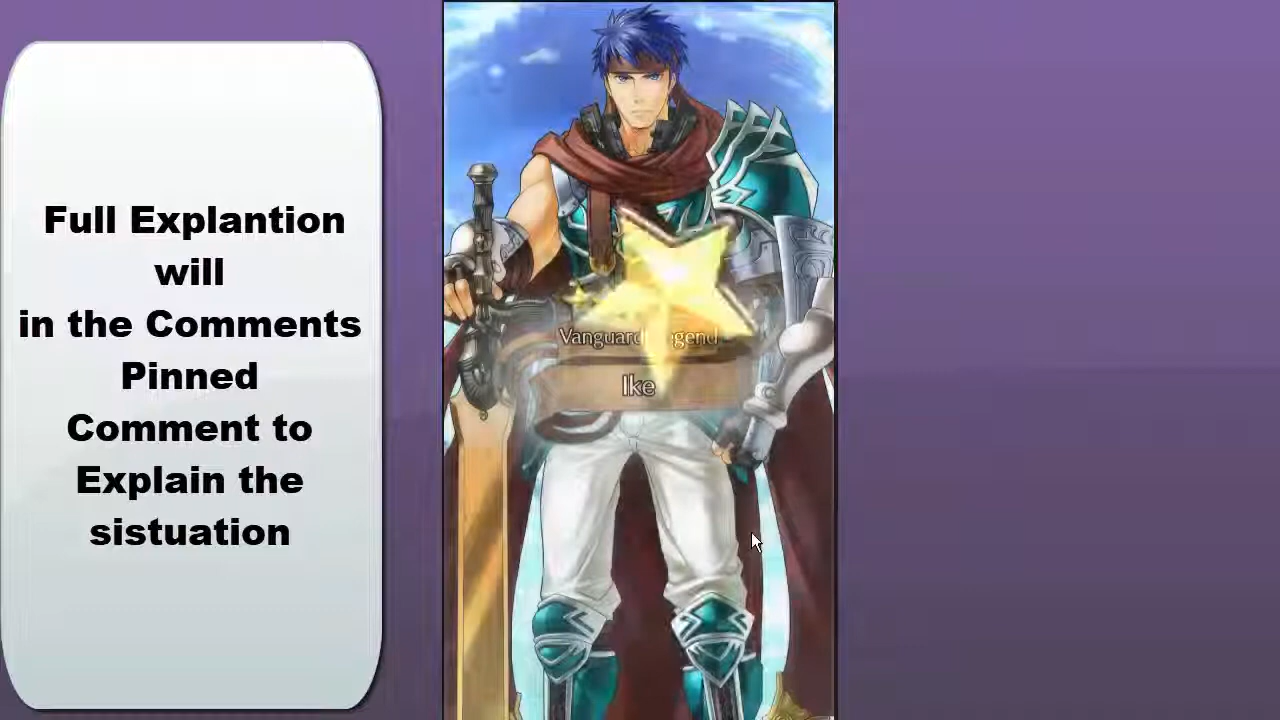 Full Explantion
will
in the Comments
Pinned
Comment to
Explain the
sistuation
Ike